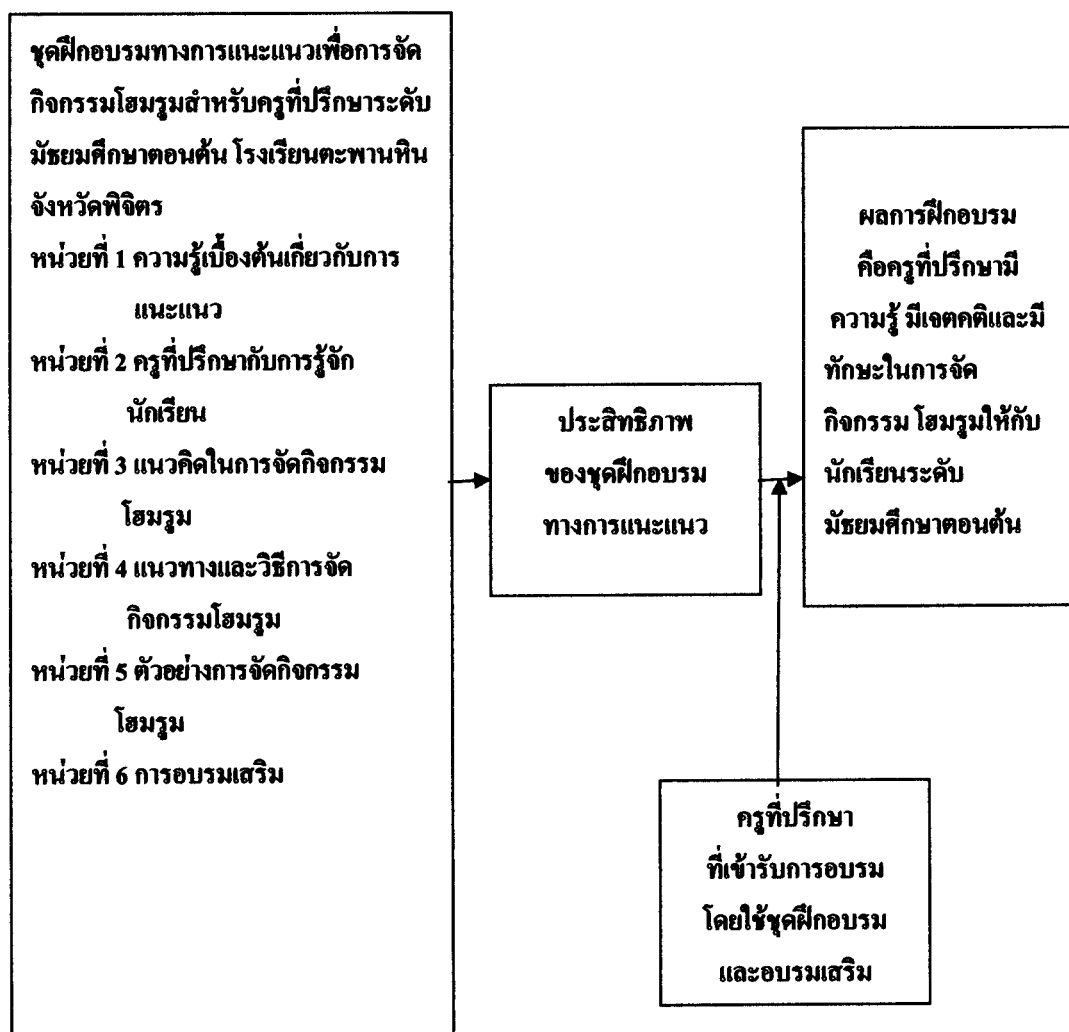 ชุดฝึกอบรมทางการแนะแนวเพื่อการจัด
กิจกรรมโฮมรูมสำหรับครูที่ปรึกษาระดับ
มัธยมศึกษาตอนต้น โรงเรียนตะพานหิน
จังหวัดพิจิตร
หน่วยที่ 1 ความรู้เบื้องต้นเกี่ยวกับการ
แนะแนว
หน่วยที่ 2 ครูที่ปรึกษากับการรู้จัก
นักเรียน
หน่วยที่ 3 แนวคิดในการจัดกิจกรรม
โฮมรูม
หน่วยที่ 4 แนวทางและวิธีการจัด
กิจกรรมโฮมรูม
หน่วยที่ 5 ตัวอย่างการจัดกิจกรรม
โฮมรูม
หน่วยที่ 6 การอบรมเสริม
ประสิทธิภาพ
ของชุดฝึกอบรม
ทางการแนะแนว
ผลการฝึกอบรม
คือครูที่ปรึกษามี
ความรู้ มีเจตคติและมี
ทักษะในการจัด
กิจกรรม โฮมรูมให้กับ
นักเรียนระดับ
มัธยมศึกษาตอนต้น
ครูที่ปรึกษา
ที่เข้ารับการอบรม
โดยใช้ชุดฝึกอบรม
และอบรมเสริม